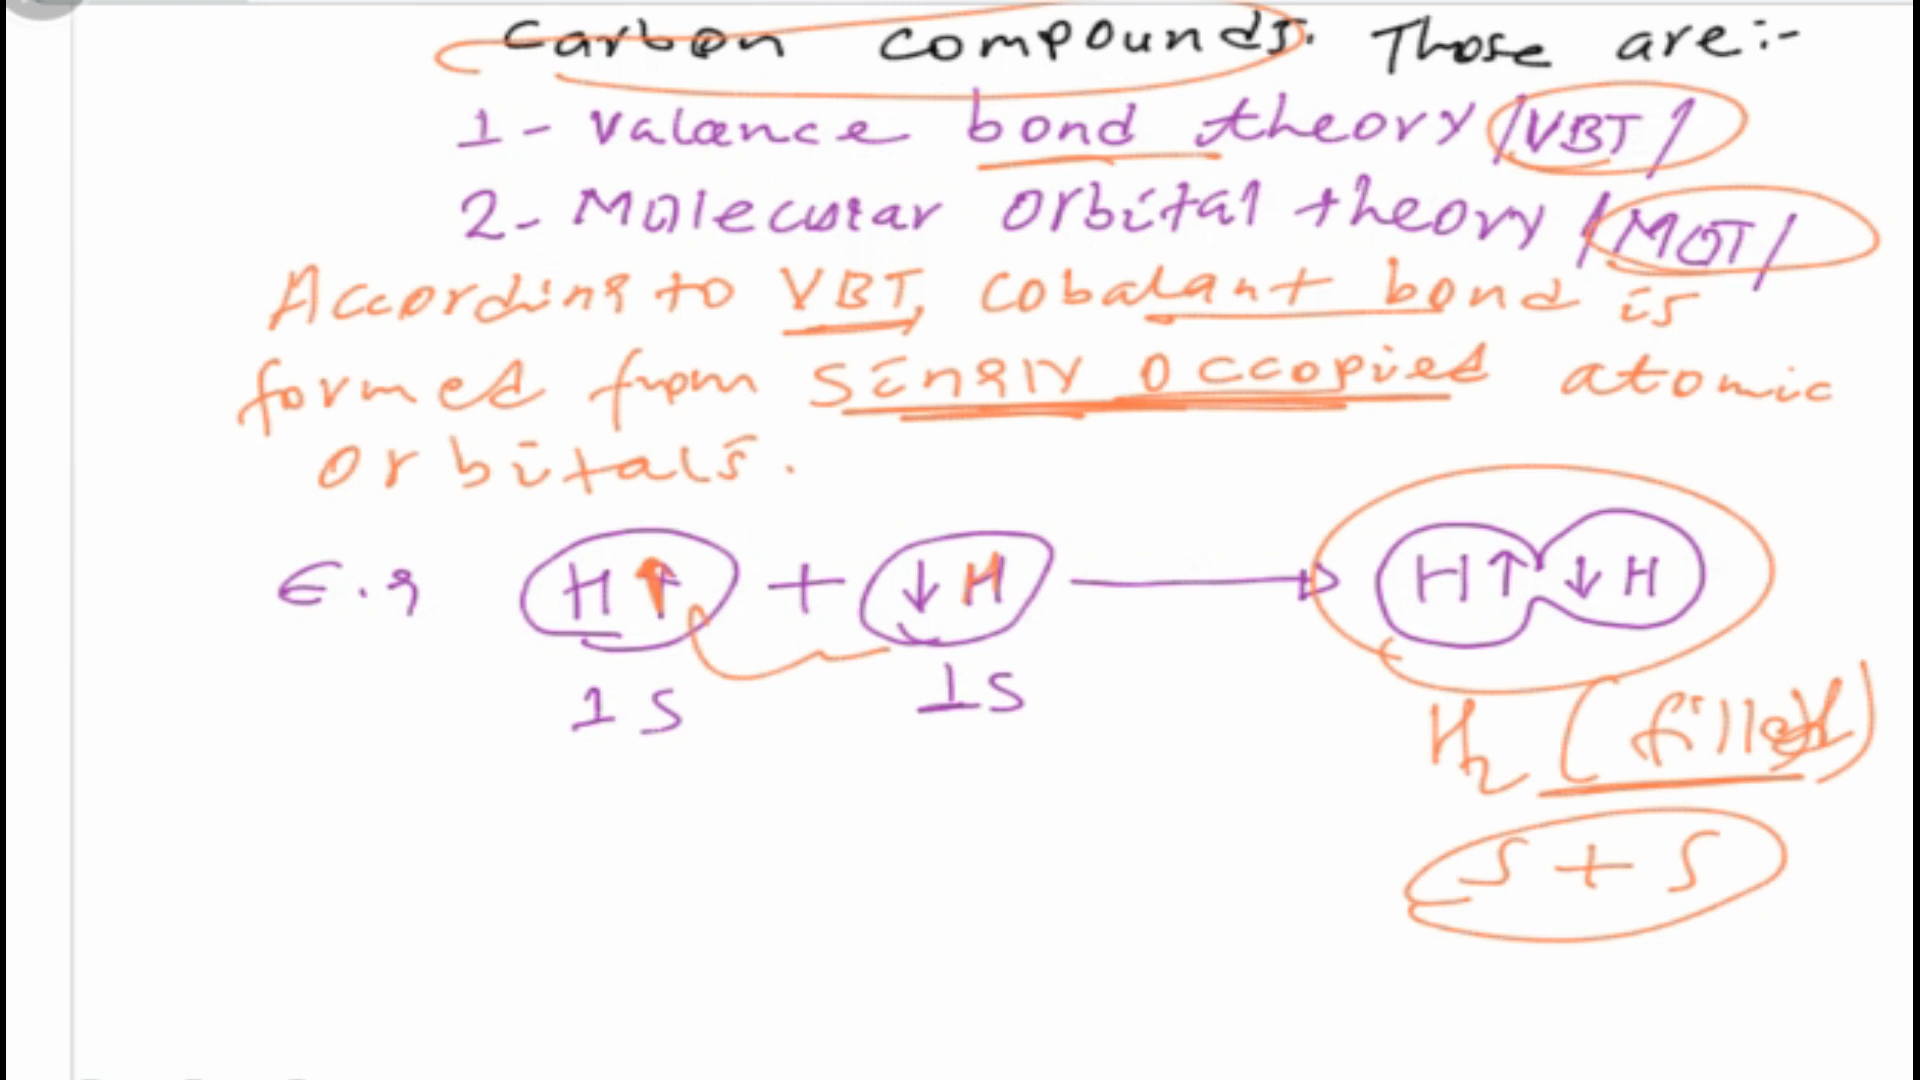 Carbon compounds. Those are:-
1- Valance bond theory /VBT/
2- Molecular orbital theory /MOT/
According to VBT, cobalant bond is
formed from singly occopied atomic
orbitals.
E.g H↑ + ↓H → H↑↓H
1s 1s
H2 (filled)
S + S